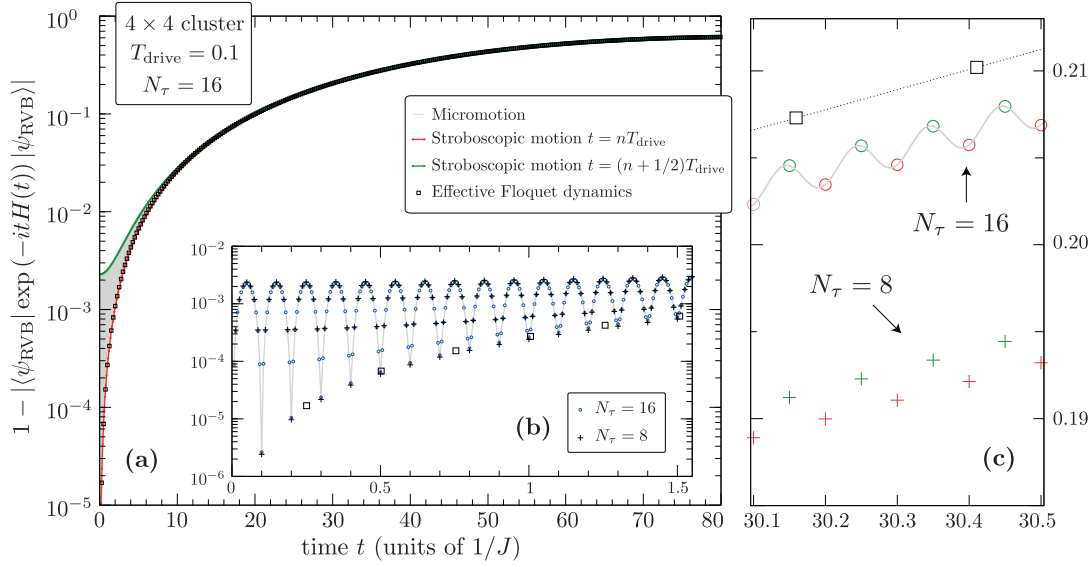 4 × 4 cluster
T_drive = 0.1
N_τ = 16
Micromotion
Stroboscopic motion t = nT_drive
Stroboscopic motion t = (n + 1/2)T_drive
Effective Floquet dynamics
1 − |⟨ψ_RVB| exp (−itH(t)) |ψ_RVB⟩|
10^0
10^−1
10^−2
10^−3
10^−4
10^−5
0 10 20 30 40 50 60 70 80
time t (units of 1/J)
(a)
10^−2
10^−3
10^−4
10^−5
10^−6
0 0.5 1 1.5
(b)
N_τ = 16
N_τ = 8
0.21
0.20
0.19
N_τ = 16
N_τ = 8
(c)
30.1 30.2 30.3 30.4 30.5